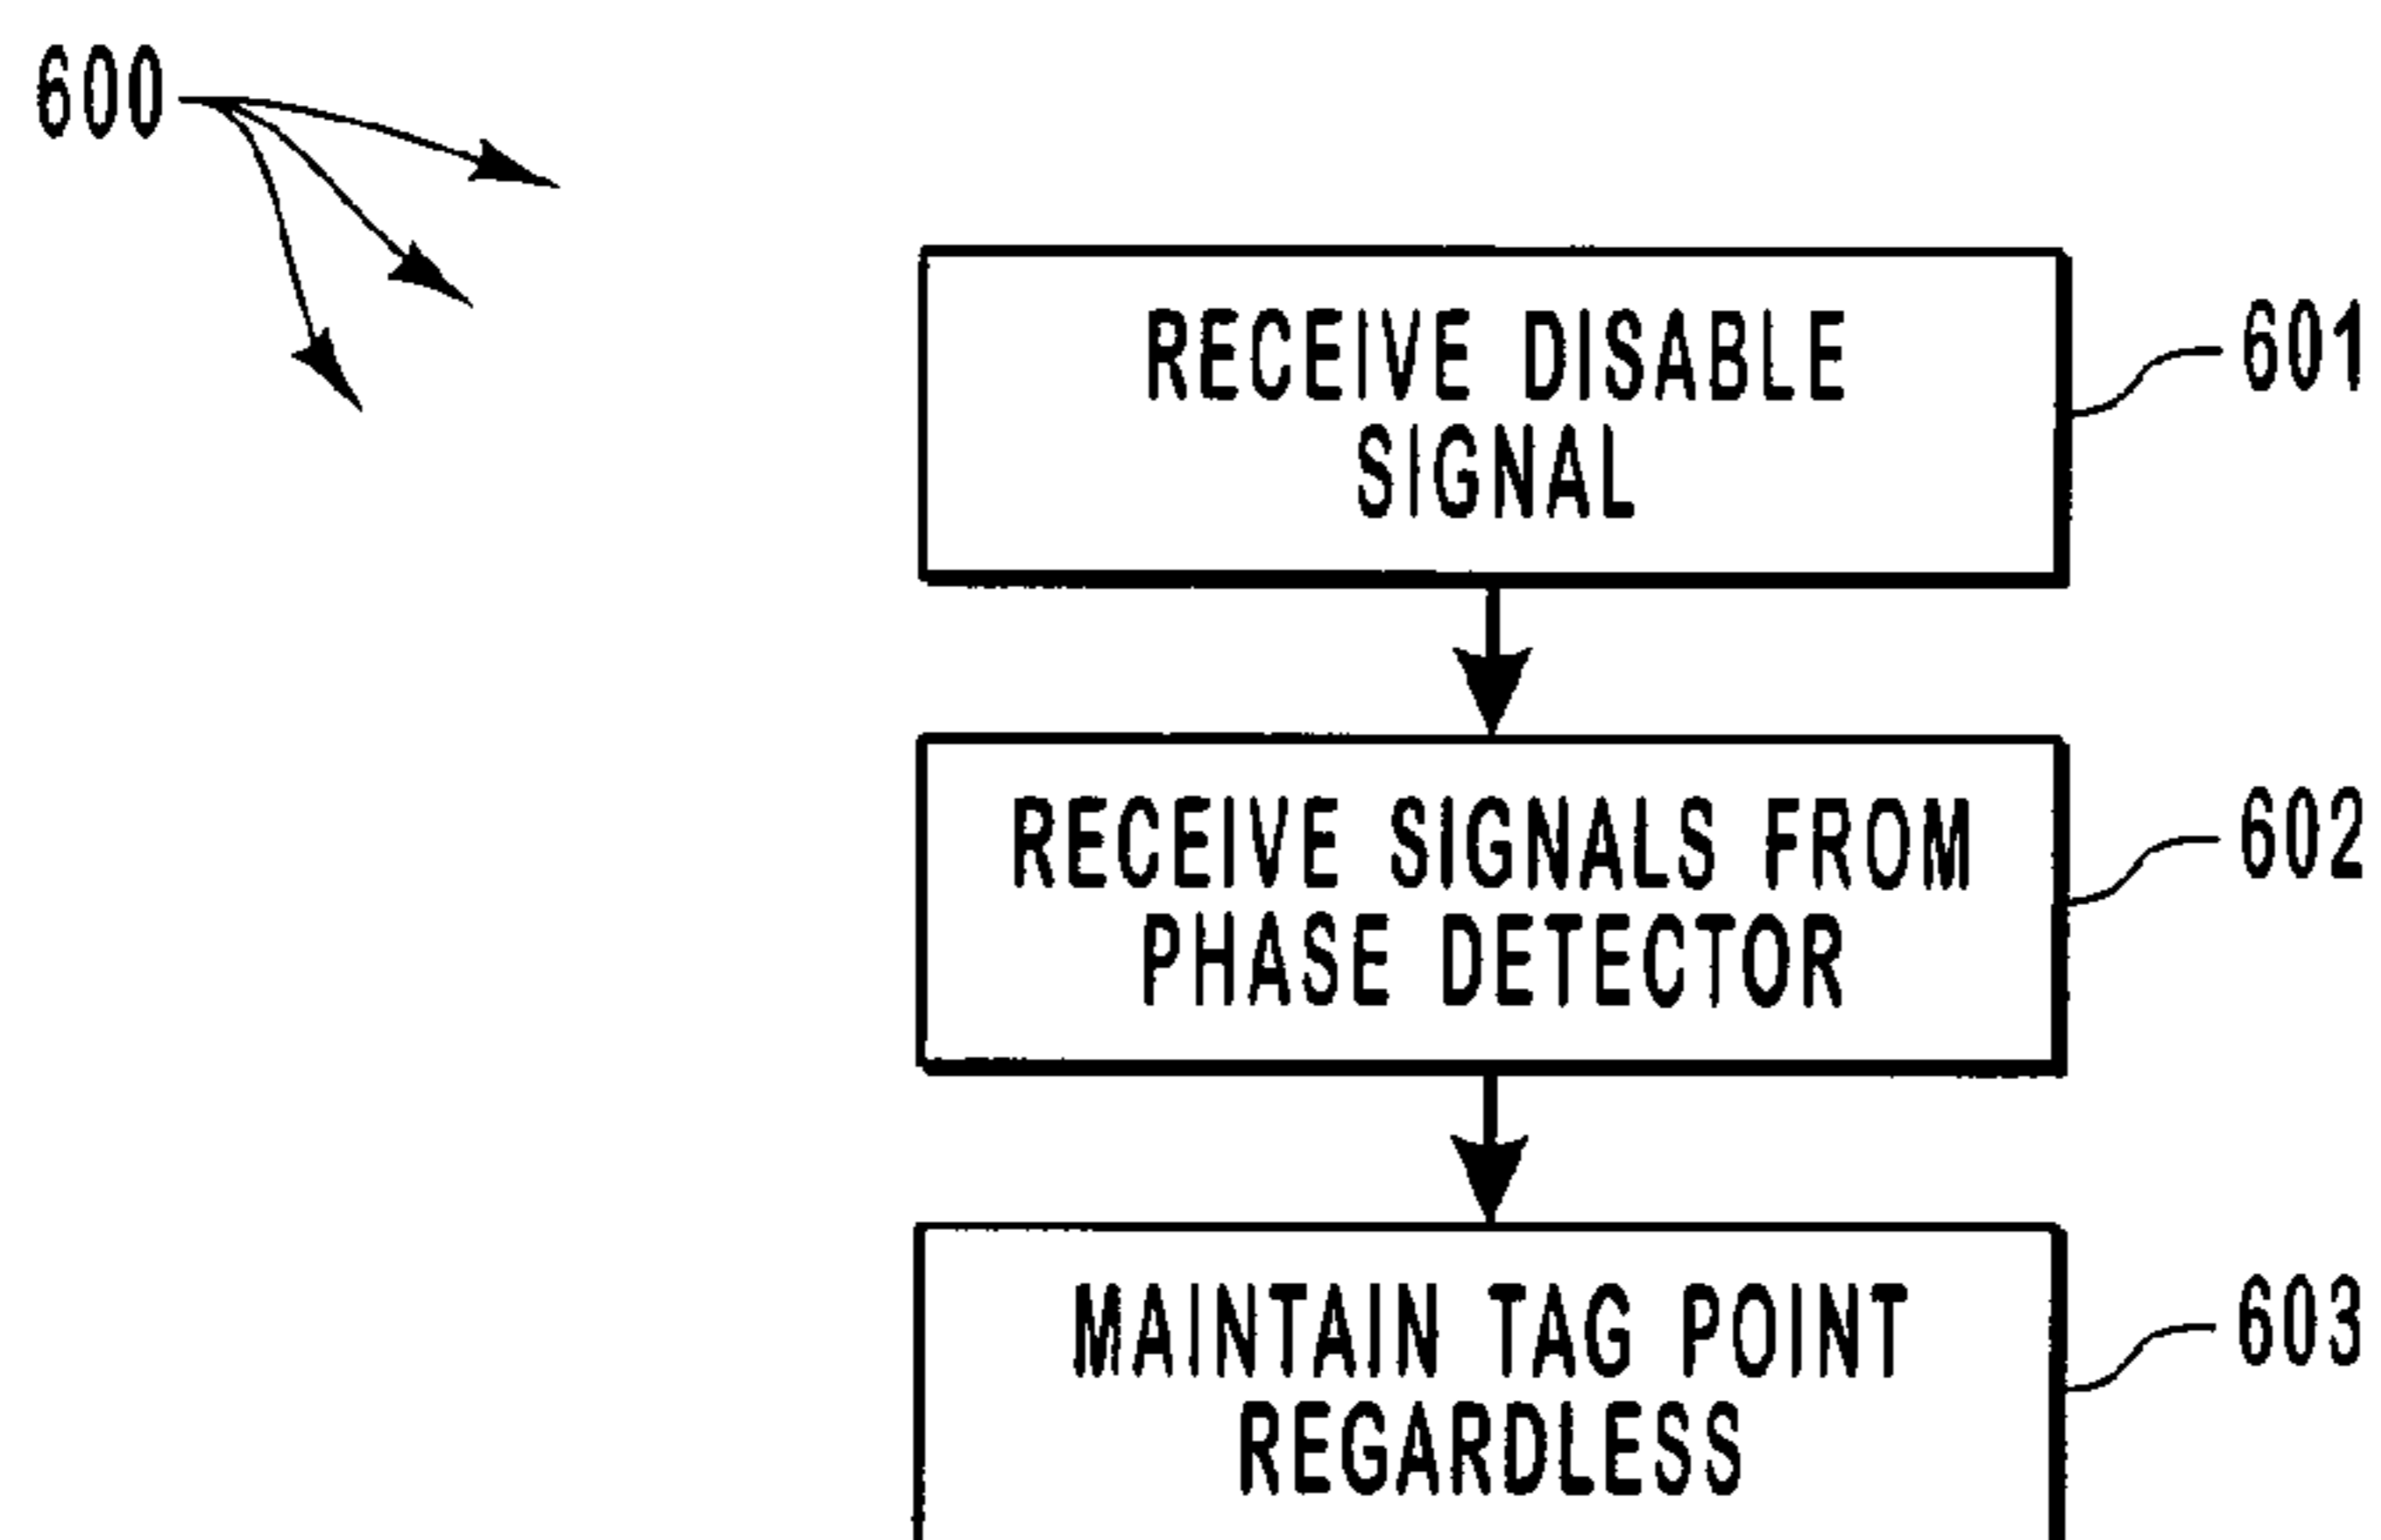 600
RECEIVE DISABLE
SIGNAL
601
RECEIVE SIGNALS FROM
PHASE DETECTOR
602
MAINTAIN TAG POINT
REGARDLESS
603